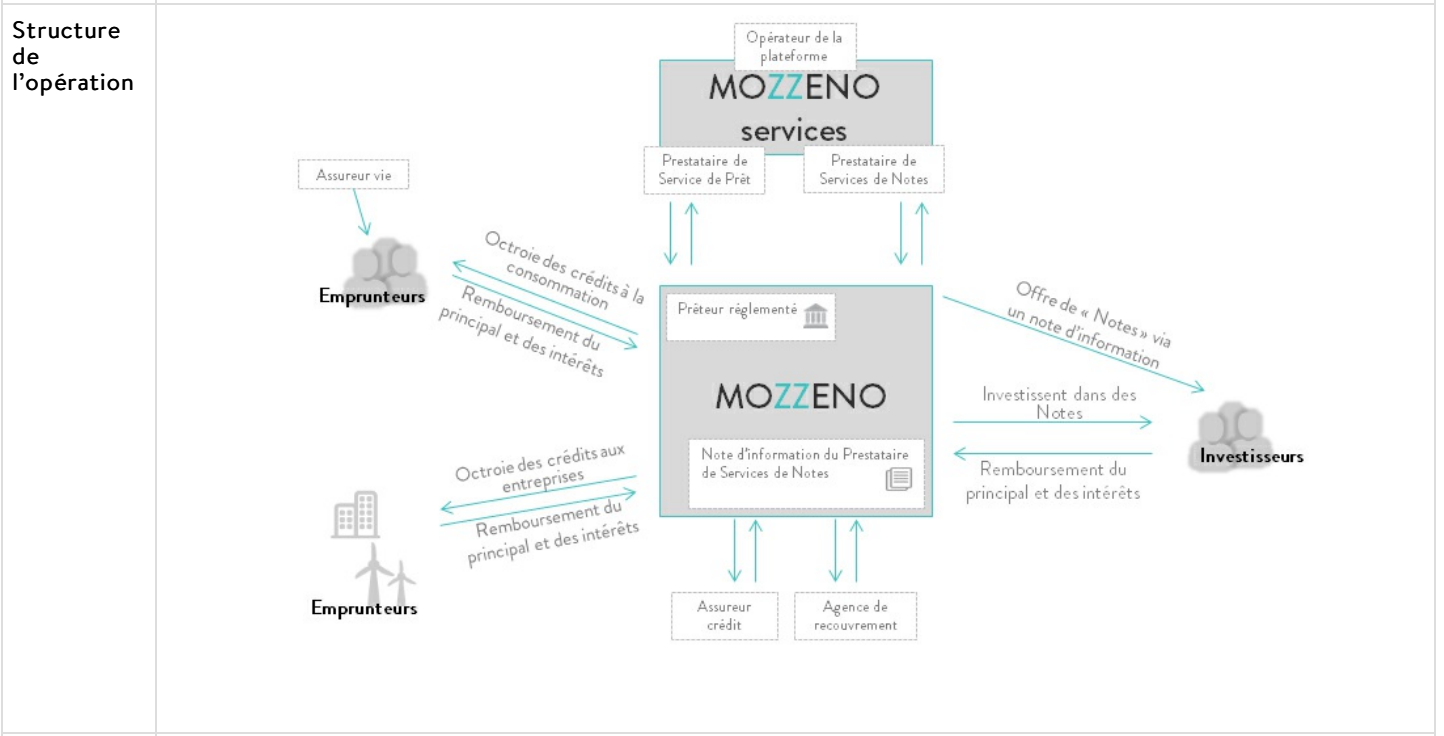 Structure
de
l'opération
Opérateur de la
plateforme
MOZZENO
services
Prestataire de
Service de Prêt
Prestataire de
Services de Notes
Assureur vie
Emprunteurs
Octroie des crédits à la
consommation
Remboursement du
principal et des intérêts
Prêteur réglementé
MOZZENO
Note d'information du Prestataire
de Services de Notes
Offre de « Notes » via
un note d'information
Investissent dans des
Notes
Investisseurs
Remboursement du
principal et des intérêts
Octroie des crédits aux
entreprises
Remboursement du
principal et des intérêts
Emprunteurs
Assureur
crédit
Agence de
recouvrement